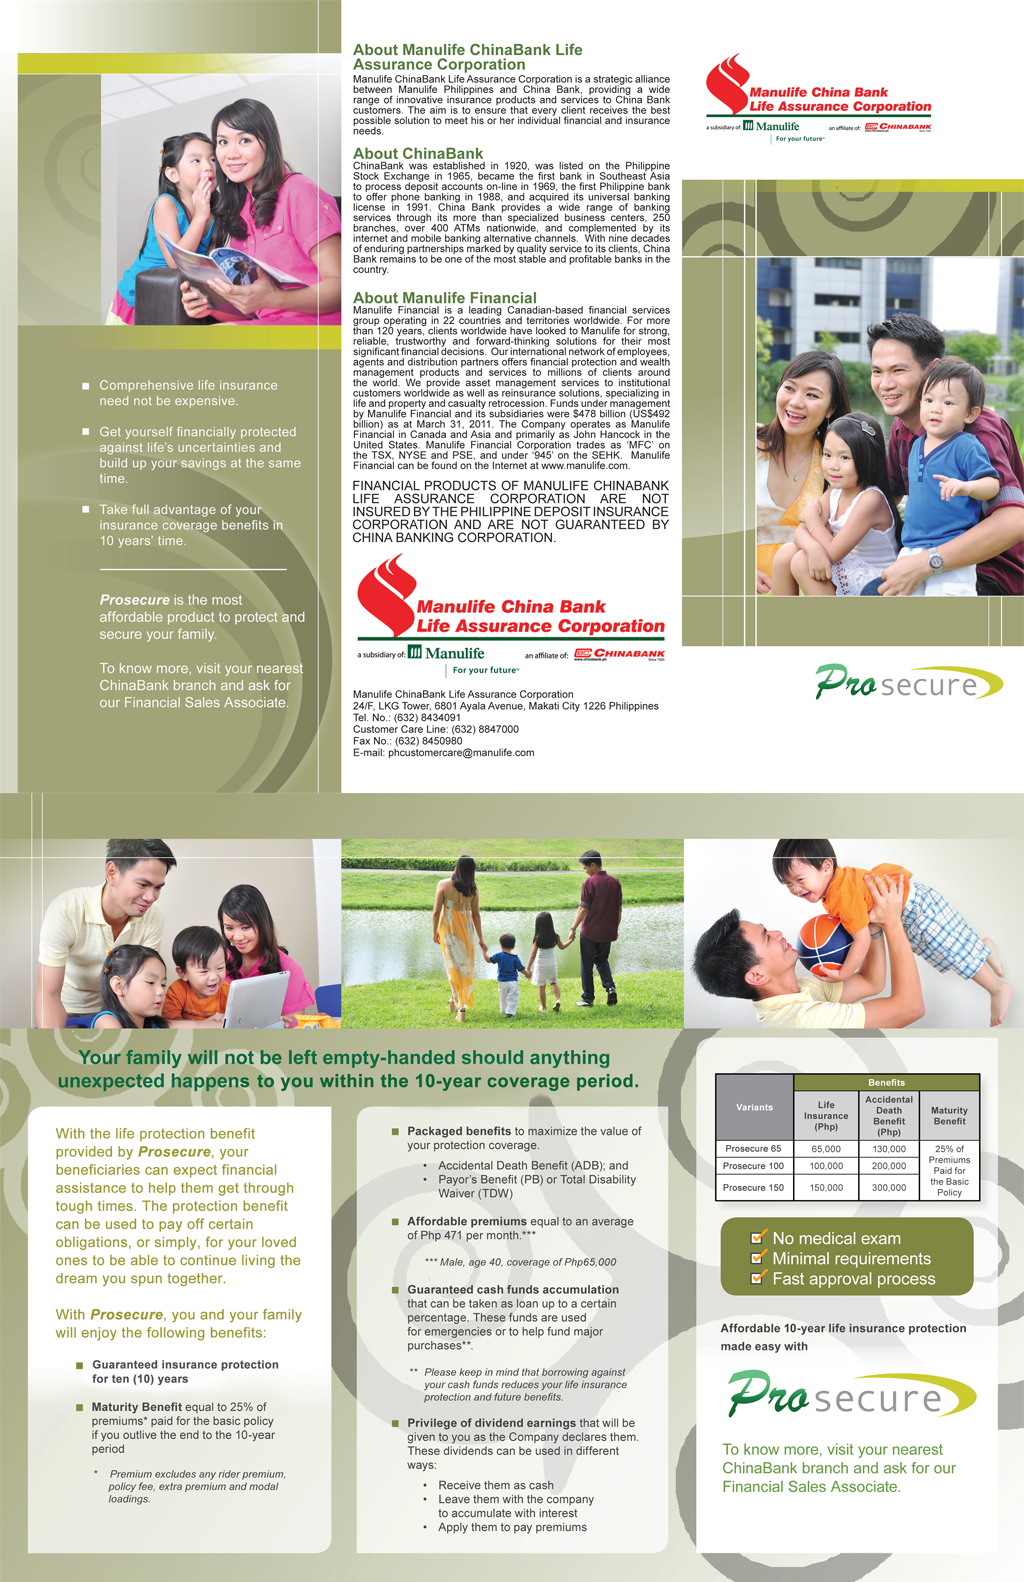 Comprehensive life insurance
need not be expensive.
Get yourself financially protected
against life's uncertainties and
build up your savings at the same
time.
Take full advantage of your
insurance coverage benefits in
10 years' time.
Prosecure is the most
affordable product to protect and
secure your family.
To know more, visit your nearest
ChinaBank branch and ask for
our Financial Sales Associate.
About Manulife ChinaBank Life
Assurance Corporation
Manulife ChinaBank Life Assurance Corporation is a strategic alliance
between Manulife Philippines and China Bank, providing a wide
range of innovative insurance products and services to China Bank
customers. The aim is to ensure that every client receives the best
possible solution to meet his or her individual financial and insurance
needs.
About ChinaBank
ChinaBank was established in 1920, was listed on the Philippine
Stock Exchange in 1965, became the first bank in Southeast Asia
to process deposit accounts on-line in 1969, the first Philippine bank
to offer phone banking in 1988, and acquired its universal banking
license in 1991. China Bank provides a wide range of banking
services through its more than specialized business centers, 250
branches, over 400 ATMs nationwide, and complemented by its
internet and mobile banking alternative channels. With nine decades
of enduring partnerships marked by quality service to its clients, China
Bank remains to be one of the most stable and profitable banks in the
country.
About Manulife Financial
Manulife Financial is a leading Canadian-based financial services
group operating in 22 countries and territories worldwide. For more
than 120 years, clients worldwide have looked to Manulife for strong,
reliable, trustworthy and forward-thinking solutions for their most
significant financial decisions. Our international network of employees,
agents and distribution partners offers financial protection and wealth
management products and services to millions of clients around
the world. We provide asset management services to institutional
customers worldwide as well as reinsurance solutions, specializing in
life and property and casualty retrocession. Funds under management
by Manulife Financial and its subsidiaries were $478 billion (US$492
billion) as at March 31, 2011. The Company operates as Manulife
Financial in Canada and Asia and primarily as John Hancock in the
United States. Manulife Financial Corporation trades as 'MFC' on
the TSX, NYSE and PSE, and under '945' on the SEHK. Manulife
Financial can be found on the Internet at www.manulife.com.
FINANCIAL PRODUCTS OF MANULIFE CHINABANK
LIFE ASSURANCE CORPORATION ARE NOT
INSURED BY THE PHILIPPINE DEPOSIT INSURANCE
CORPORATION AND ARE NOT GUARANTEED BY
CHINA BANKING CORPORATION.
Manulife China Bank
Life Assurance Corporation
a subsidiary of: Manulife an affiliate of: CHINABANK
www.chinabank.ph Since 1920
For your future™
Manulife ChinaBank Life Assurance Corporation
24/F, LKG Tower, 6801 Ayala Avenue, Makati City 1226 Philippines
Tel. No.: (632) 8434091
Customer Care Line: (632) 8847000
Fax No.: (632) 8450980
E-mail: phcustomercare@manulife.com
Manulife China Bank
Life Assurance Corporation
a subsidiary of: Manulife an affiliate of: CHINABANK
For your future™
Prosecure
Your family will not be left empty-handed should anything
unexpected happens to you within the 10-year coverage period.
With the life protection benefit
provided by Prosecure, your
beneficiaries can expect financial
assistance to help them get through
tough times. The protection benefit
can be used to pay off certain
obligations, or simply, for your loved
ones to be able to continue living the
dream you spun together.
With Prosecure, you and your family
will enjoy the following benefits:
Guaranteed insurance protection
for ten (10) years
Maturity Benefit equal to 25% of
premiums* paid for the basic policy
if you outlive the end to the 10-year
period
* Premium excludes any rider premium,
policy fee, extra premium and modal
loadings.
Packaged benefits to maximize the value of
your protection coverage.
• Accidental Death Benefit (ADB); and
• Payor's Benefit (PB) or Total Disability
Waiver (TDW)
Affordable premiums equal to an average
of Php 471 per month.***
*** Male, age 40, coverage of Php65,000
Guaranteed cash funds accumulation
that can be taken as loan up to a certain
percentage. These funds are used
for emergencies or to help fund major
purchases**.
** Please keep in mind that borrowing against
your cash funds reduces your life insurance
protection and future benefits.
Privilege of dividend earnings that will be
given to you as the Company declares them.
These dividends can be used in different
ways:
• Receive them as cash
• Leave them with the company
to accumulate with interest
• Apply them to pay premiums
Variants Benefits
Life Insurance (Php) Accidental Death Benefit (Php) Maturity Benefit
Prosecure 65 65,000 130,000 25% of Premiums Paid for the Basic Policy
Prosecure 100 100,000 200,000
Prosecure 150 150,000 300,000
No medical exam
Minimal requirements
Fast approval process
Affordable 10-year life insurance protection
made easy with
Prosecure
To know more, visit your nearest
ChinaBank branch and ask for our
Financial Sales Associate.